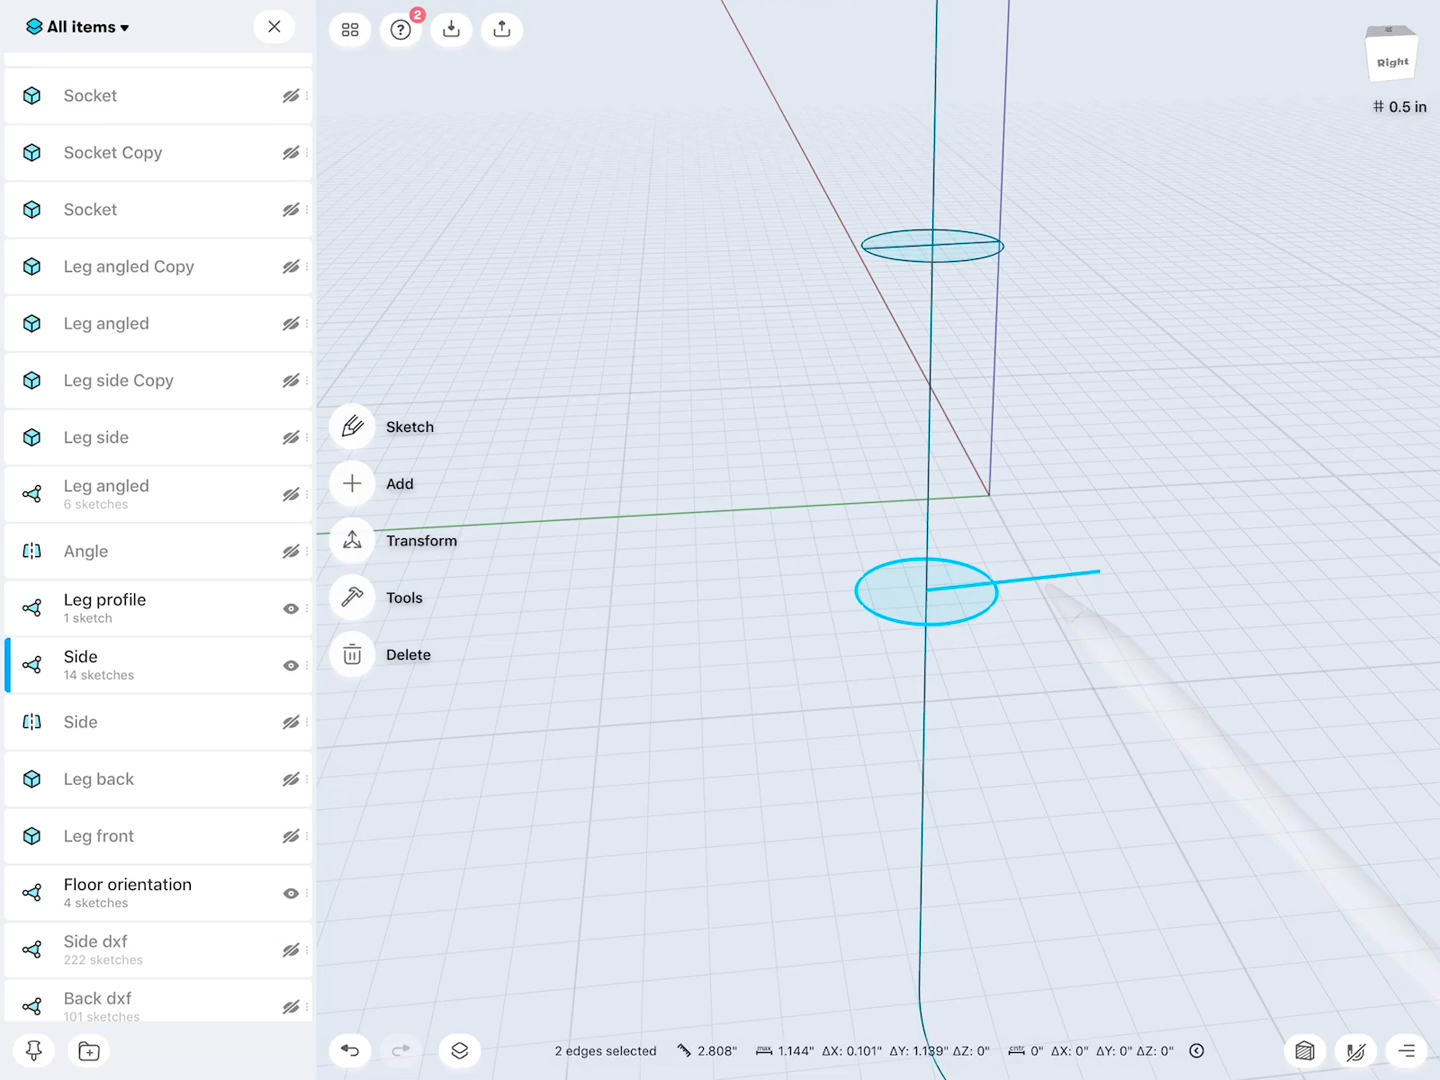 All items
2
Right
0.5 in
Socket
Socket Copy
Socket
Leg angled Copy
Leg angled
Leg side Copy
Leg side
Leg angled
6 sketches
Angle
Leg profile
1 sketch
Side
14 sketches
Side
Leg back
Leg front
Floor orientation
4 sketches
Side dxf
222 sketches
Back dxf
101 sketches
Sketch
Add
Transform
Tools
Delete
2 edges selected 2.808" max 1.144" ΔX: 0.101" ΔY: 1.139" ΔZ: 0" cntr 0" ΔX: 0" ΔY: 0" ΔZ: 0"